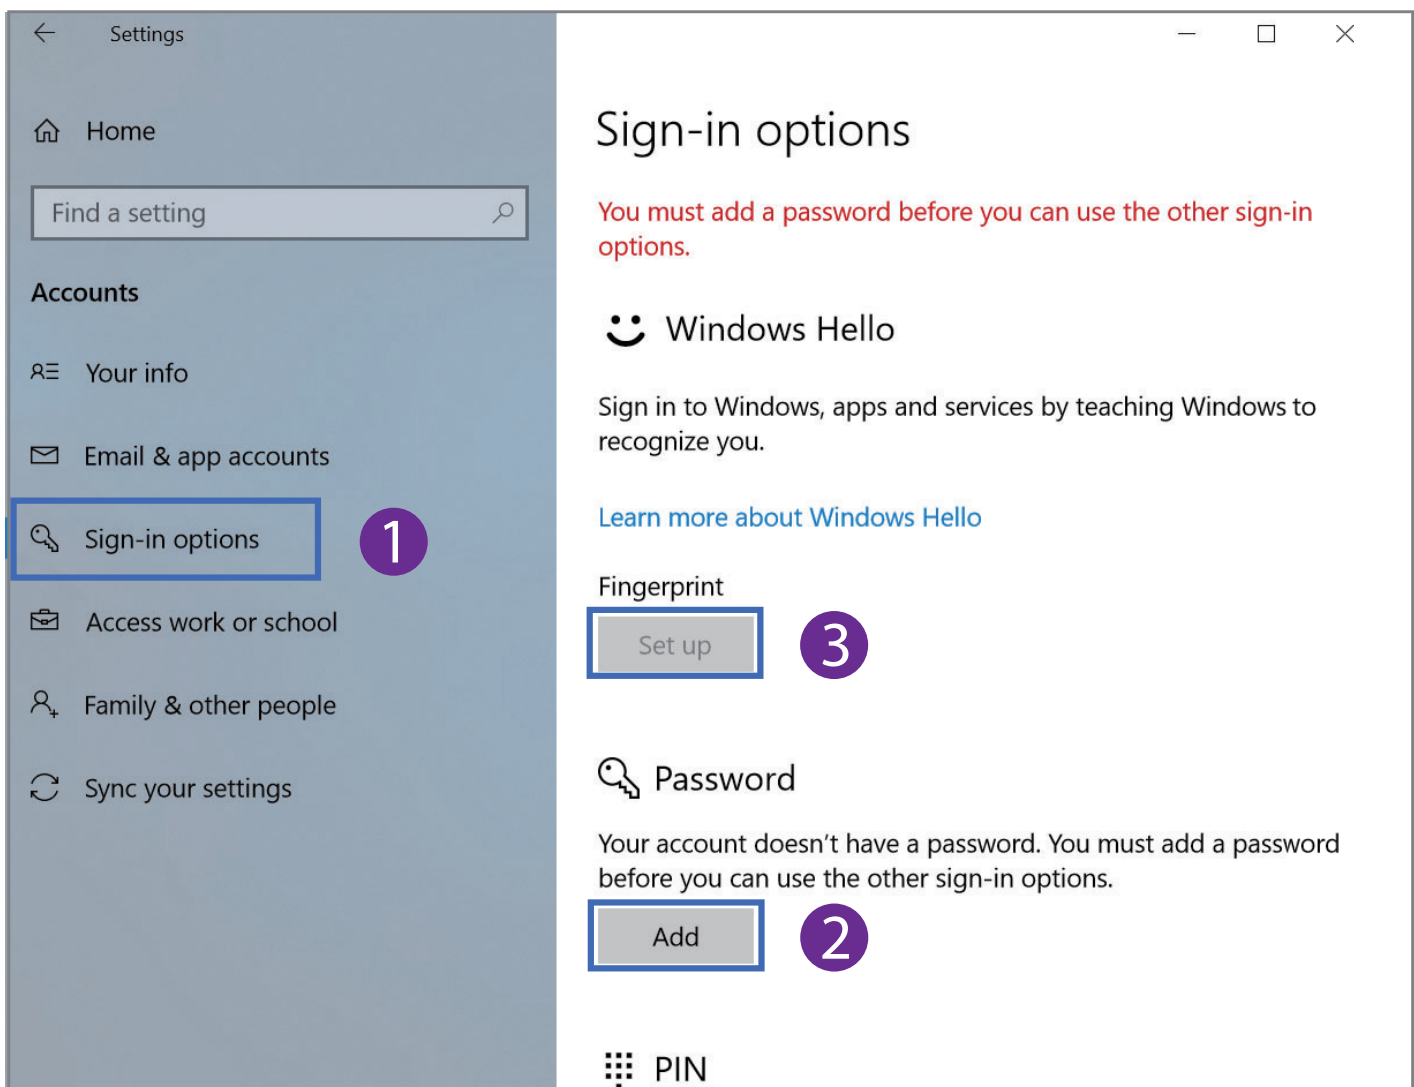 Settings
Home
Find a setting
Accounts
Your info
Email & app accounts
Sign-in options
1
Access work or school
Family & other people
Sync your settings
Sign-in options
You must add a password before you can use the other sign-in
options.
Windows Hello
Sign in to Windows, apps and services by teaching Windows to
recognize you.
Learn more about Windows Hello
Fingerprint
Set up
3
Password
Your account doesn't have a password. You must add a password
before you can use the other sign-in options.
Add
2
PIN